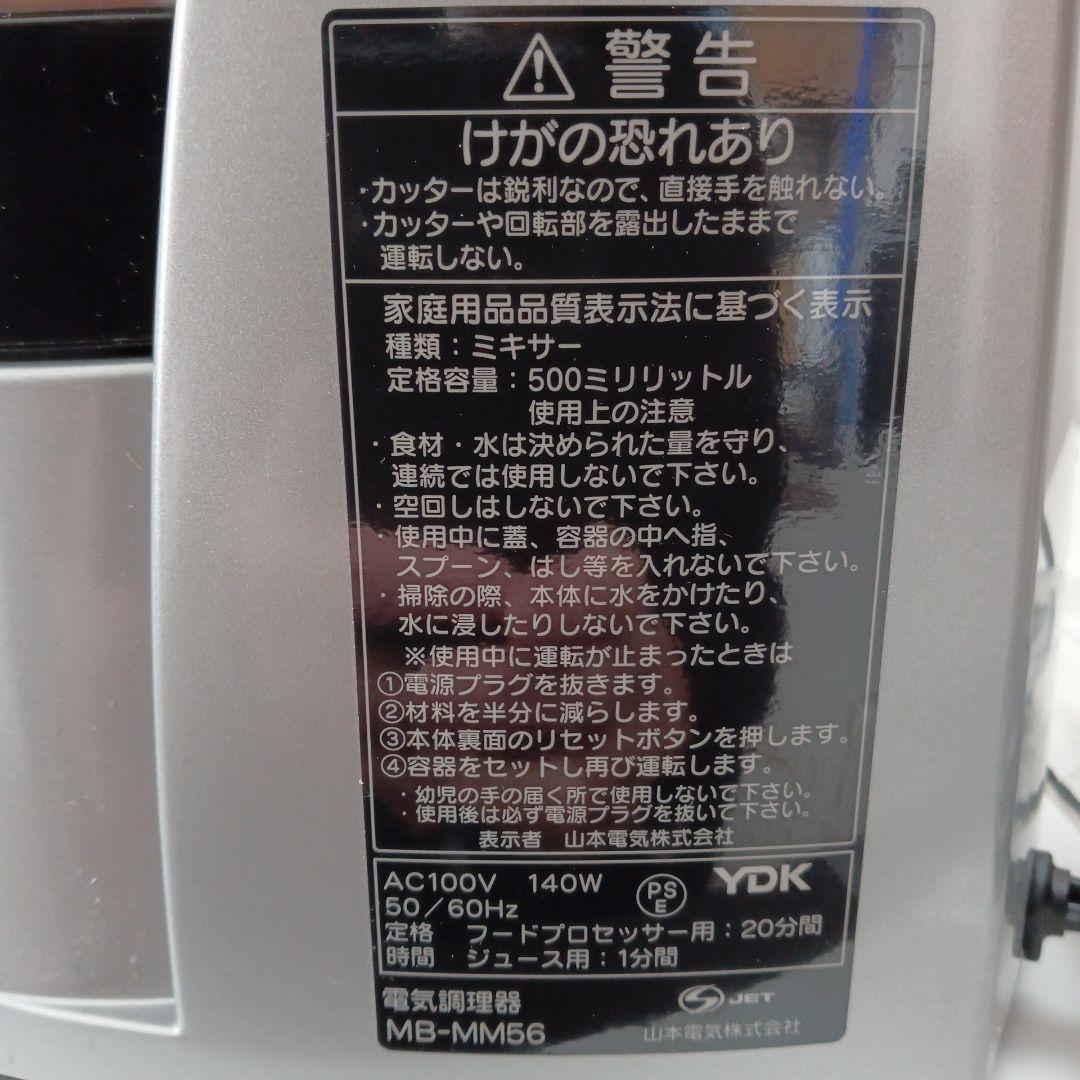 警告
けがの恐れあり
・カッターは鋭利なので、直接手を触れない。
・カッターや回転部を露出したままで
運転しない。
家庭用品品質表示法に基づく表示
種類：ミキサー
定格容量：500ミリリットル
使用上の注意
・食材・水は決められた量を守り、
連続では使用しないで下さい。
・空回しはしないで下さい。
・使用中に蓋、容器の中へ指、
スプーン、はし等を入れないで下さい。
・掃除の際、本体に水をかけたり、
水に浸したりしないで下さい。
※使用中に運転が止まったときは
①電源プラグを抜きます。
②材料を半分に減らします。
③本体裏面のリセットボタンを押します。
④容器をセットし再び運転します。
・幼児の手の届く所で使用しないで下さい。
・使用後は必ず電源プラグを抜いて下さい。
表示者 山本電気株式会社
AC100V 140W PSE YDK
50／60Hz
定格 フードプロセッサー用：20分間
時間 ジュース用：1分間
電気調理器 S JET
MB-MM56 山本電気株式会社